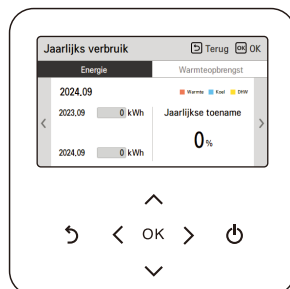 Jaarlijks verbruik Terug OK OK
Energie Warmteopbrengst
2024.09 Warmte Koel DHW
2023,09 0 kWh Jaarlijkse toename
0%
2024,09 0 kWh
OK